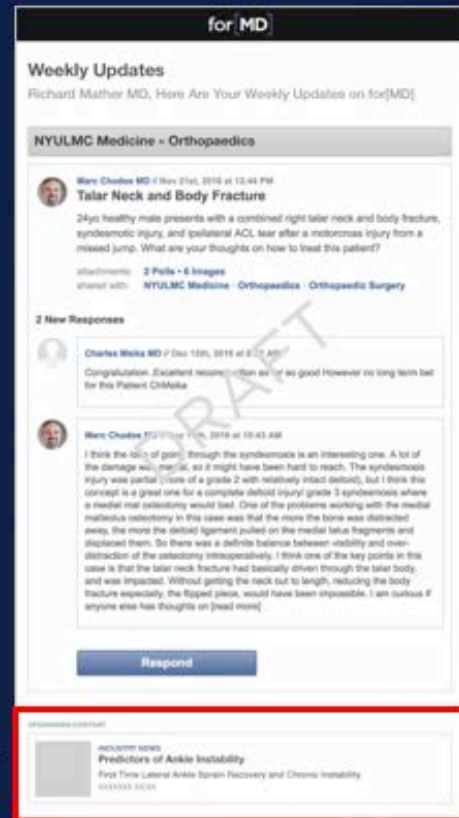 for[MD]
Weekly Updates
Richard Mather MD, Here Are Your Weekly Updates on for[MD]
NYULMC Medicine - Orthopaedics
Marc Chodos MD // Nov 21st, 2016 at 12:44 PM
Talar Neck and Body Fracture
24yo healthy male presents with a combined right talar neck and body fracture,
syndesmotic injury, and ipsilateral ACL tear after a motorcross injury from a
missed jump. What are your thoughts on how to treat this patient?
attachments: 2 Polls • 6 Images
shared with: NYULMC Medicine · Orthopaedics · Orthopaedic Surgery
2 New Responses
Charles Meika MD // Dec 15th, 2016 at AM
Congratulation. Excellent so good However no long term bet
for this Patient ChMeika
Marc Chodos 2016 at 10:43 AM
I think the idea of going through the syndesmosis is an interesting one. A lot of
the damage was medial, so it might have been hard to reach. The syndesmosis
injury was partial (more of a grade 2 with relatively intact deltoid), but I think this
concept is a great one for a complete deltoid injury/ grade 3 syndesmosis where
a medial mal osteotomy would bad. One of the problems working with the medial
malleolus osteotomy in this case was that the more the bone was distracted
away, the more the deltoid ligament pulled on the medial talus fragments and
displaced them. So there was a definite balance between visibility and over-
distraction of the osteotomy intraoperatively. I think one of the key points in this
case is that the talar neck fracture had basically driven through the talar body,
and was impacted. Without getting the neck out to length, reducing the body
fracture especially, the flipped piece, would have been impossible. I am curious if
anyone else has thoughts on [read more]
DRAFT
Respond
SPONSORED CONTENT
INDUSTRY NEWS
Predictors of Ankle Instability
First Time Lateral Ankle Sprain Recovery and Chronic Instability